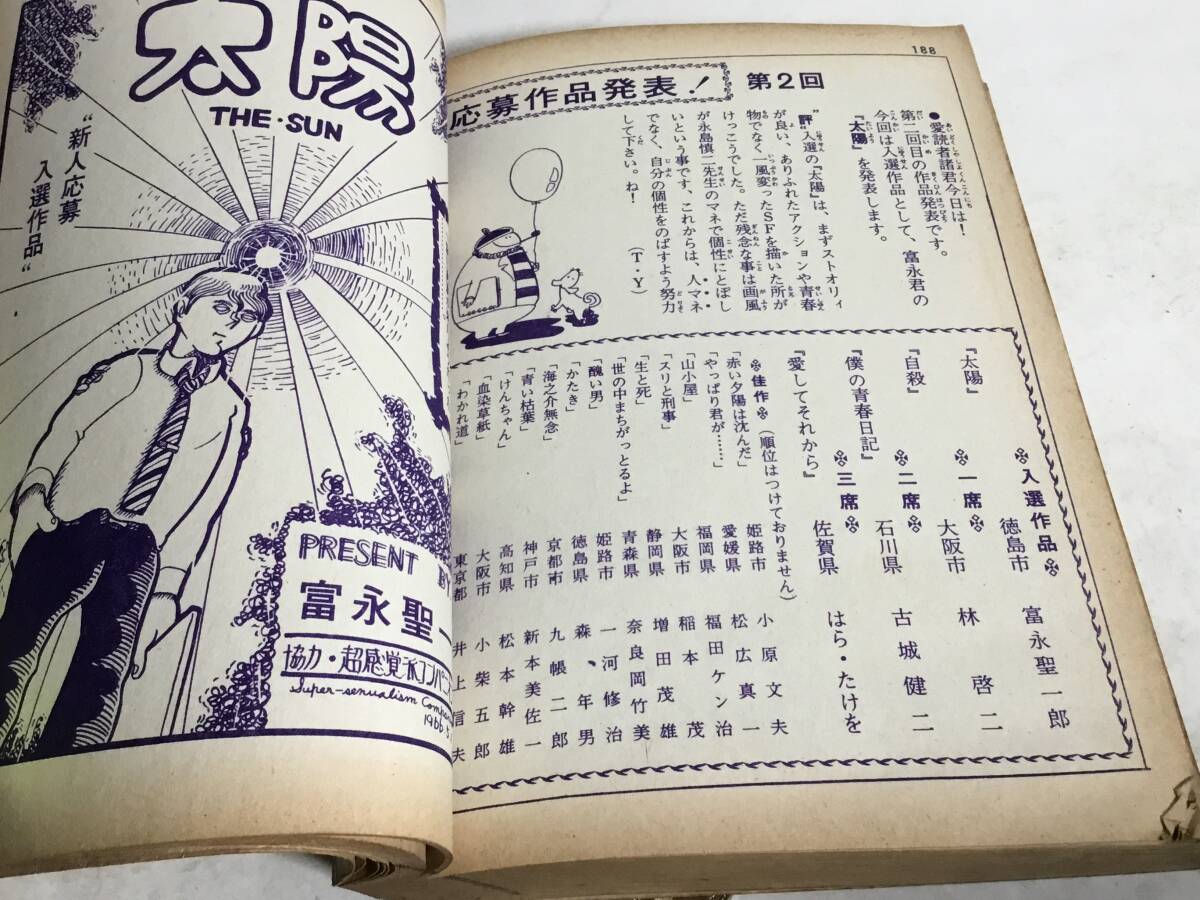 188
第2回
応募作品発表!
●愛読者諸君今日は!
第二回目の作品発表です。
今回は入選作品として、富永君の
『太陽』を発表します。
"評"入選の『太陽』は、まずストオリィ
が良い、ありふれたアクションや青春
物でなく一風変ったSFを描いた所が
けっこうでした。ただ残念な事は画風
が永島慎二先生のマネで個性にとぼし
いという事です、これからは、人マネ
でなく、自分の個性をのばすよう努力
して下さい。ね!
(T・Y)
入選作品
『太陽』 徳島市 富永聖一郎
一席
『自殺』 大阪市 林啓二
二席
『僕の青春日記』 石川県 古城健二
三席
『愛してそれから』 佐賀県 はら・たけを
佳作 (順位はつけておりません)
「赤い夕陽は沈んだ」 姫路市 小原文夫
「やっぱり君が……」 愛媛県 松広真一
「山小屋」 福岡県 福田ケン治
「スリと刑事」 大阪市 稲本茂
「生と死」 静岡県 増田茂雄
「世の中まちがっとるよ」 青森県 奈良岡竹美
「醜い男」 姫路市 一河修治
「かたき」 徳島県 森、年男
「海之介無念」 京都市 九帳二郎
「青い枯葉」 神戸市 新本美佐一
「けんちゃん」 高知県 松本幹雄
「血染草紙」 大阪市 小柴五郎
「わかれ道」 東京都 井上信夫
太陽
THE・SUN
"新人応募
入選作品"
PRESENT
富永聖一
協力・超感覚派コンパニ
Super-sensualism Compan
1966